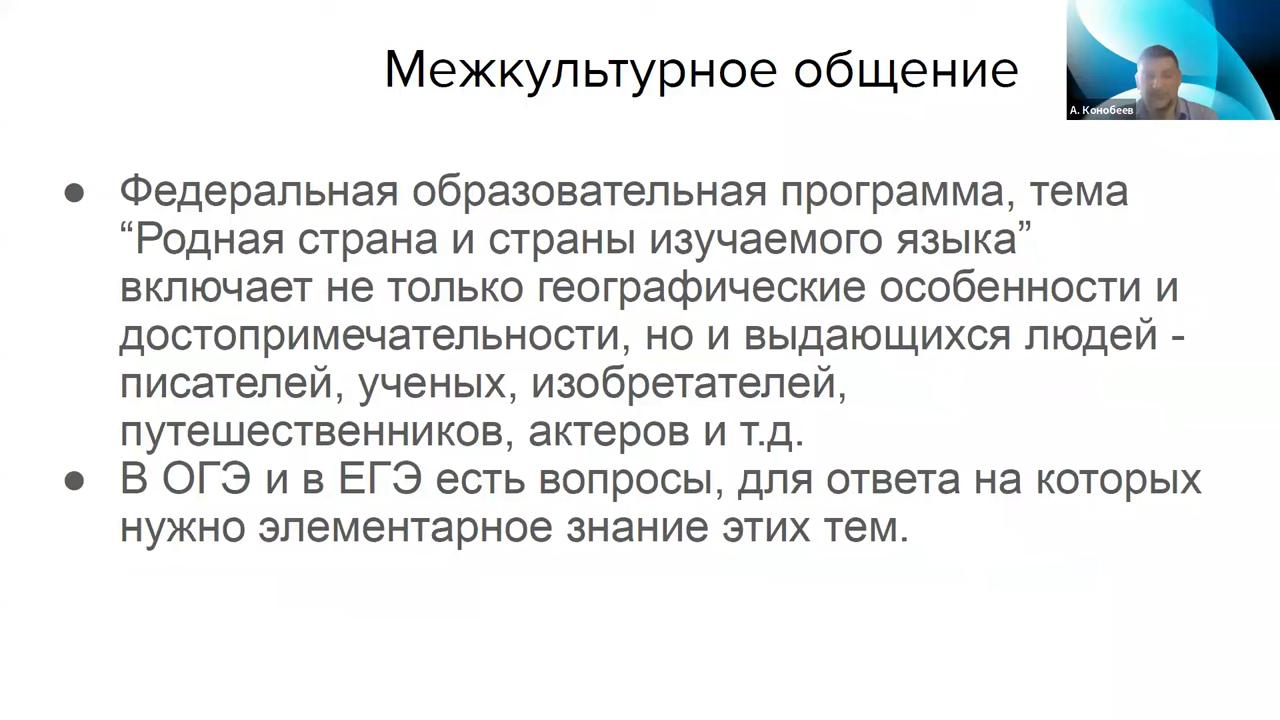 Межкультурное общение
А. Конобеев
● Федеральная образовательная программа, тема
“Родная страна и страны изучаемого языка”
включает не только географические особенности и
достопримечательности, но и выдающихся людей -
писателей, ученых, изобретателей,
путешественников, актеров и т.д.
● В ОГЭ и в ЕГЭ есть вопросы, для ответа на которых
нужно элементарное знание этих тем.